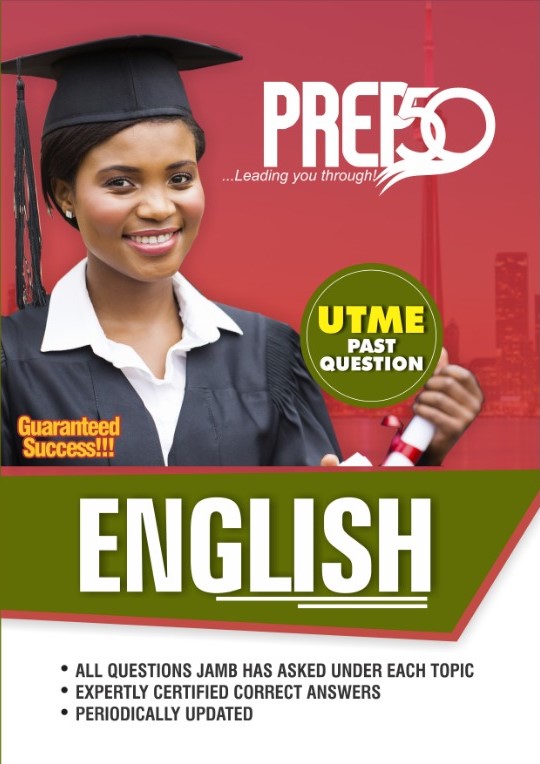 PREP50
...Leading you through!
UTME
PAST
QUESTION
Guaranteed
Success!!!
ENGLISH
• ALL QUESTIONS JAMB HAS ASKED UNDER EACH TOPIC
• EXPERTLY CERTIFIED CORRECT ANSWERS
• PERIODICALLY UPDATED